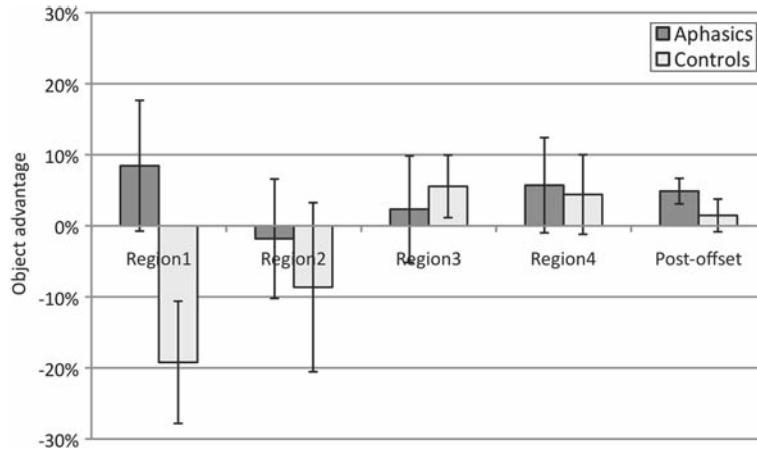 30%
Aphasics
Controls
20%
10%
0%
-10%
-20%
-30%
Object advantage
Region1
Region2
Region3
Region4
Post-offset